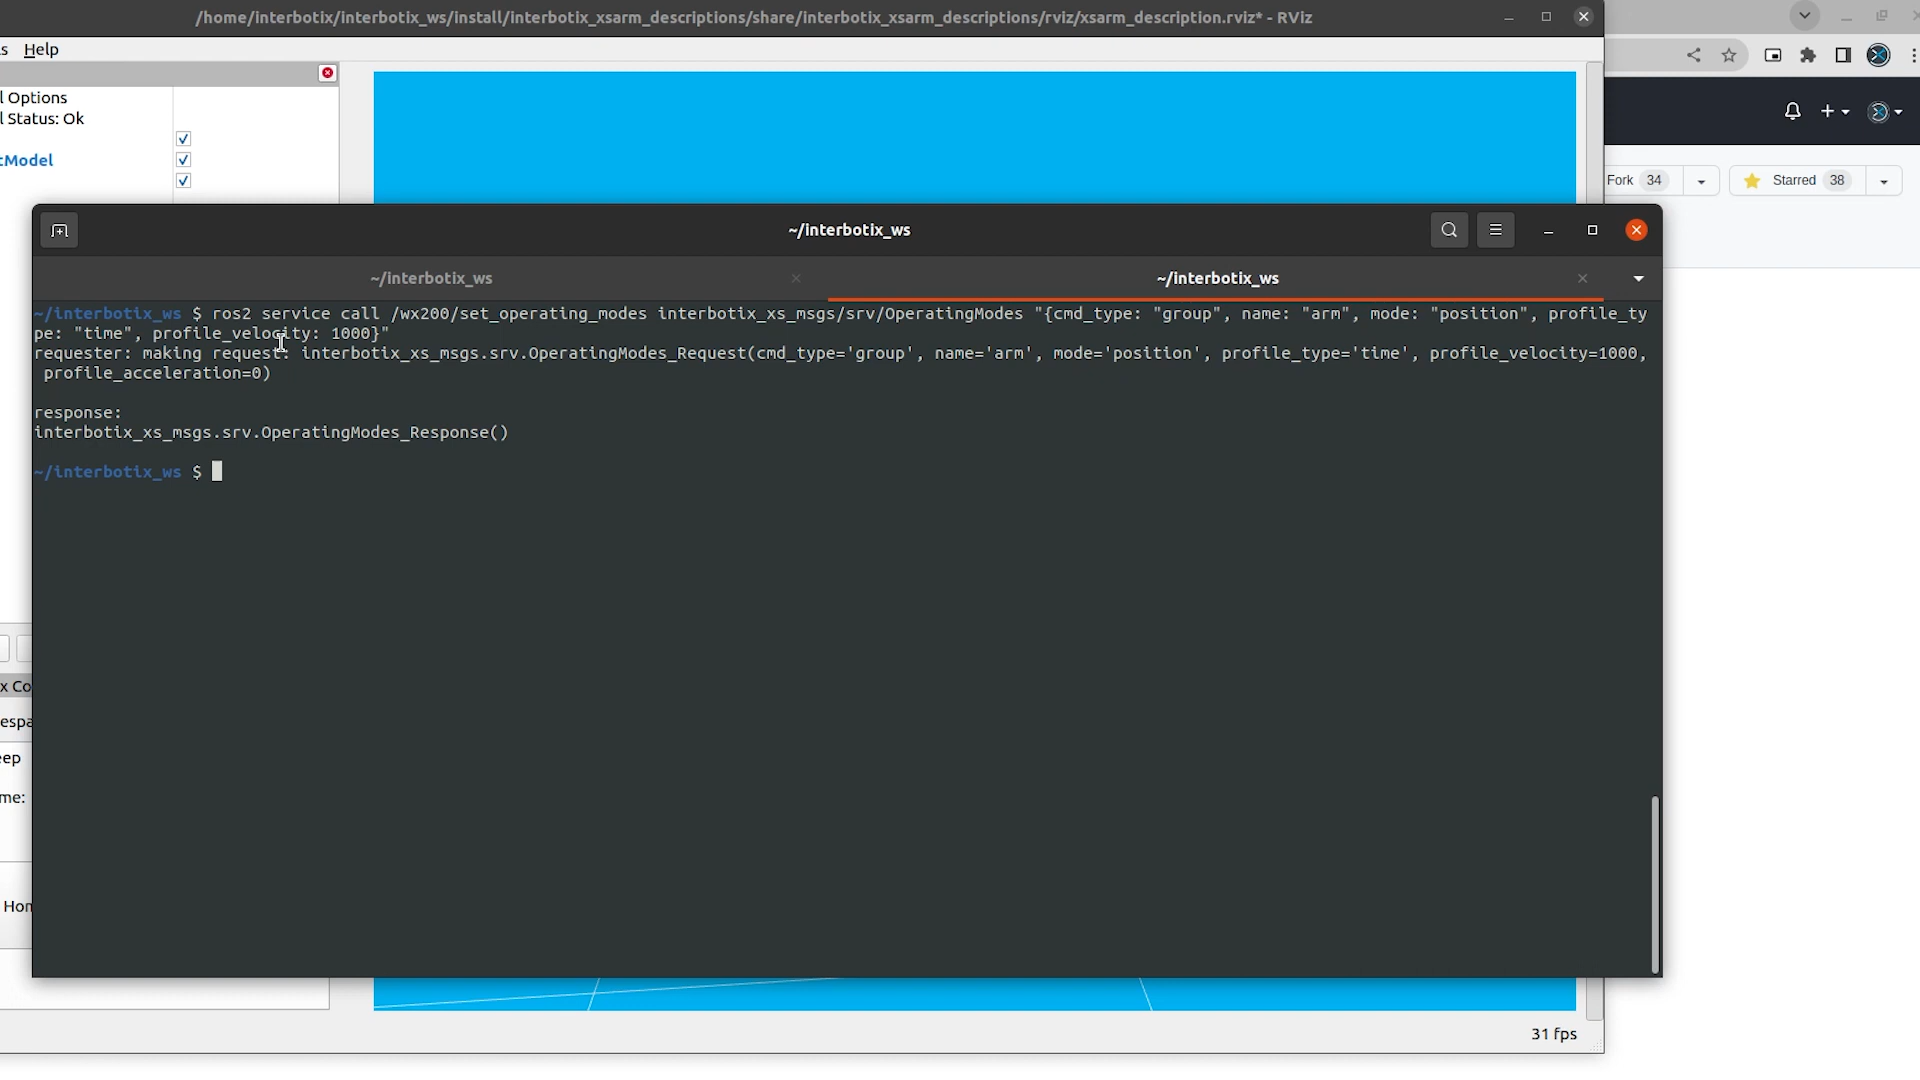 /home/interbotix/interbotix_ws/install/interbotix_xsarm_descriptions/share/interbotix_xsarm_descriptions/rviz/xsarm_description.rviz* - RViz
s Help
l Options
l Status: Ok
tModel
Fork 34
Starred 38
~/interbotix_ws
~/interbotix_ws
~/interbotix_ws
~/interbotix_ws $ ros2 service call /wx200/set_operating_modes interbotix_xs_msgs/srv/OperatingModes "{cmd_type: "group", name: "arm", mode: "position", profile_ty
pe: "time", profile_velocity: 1000}"
requester: making request: interbotix_xs_msgs.srv.OperatingModes_Request(cmd_type='group', name='arm', mode='position', profile_type='time', profile_velocity=1000,
profile_acceleration=0)
response:
interbotix_xs_msgs.srv.OperatingModes_Response()
~/interbotix_ws $
x Co
espa
eep
me:
Hom
31 fps